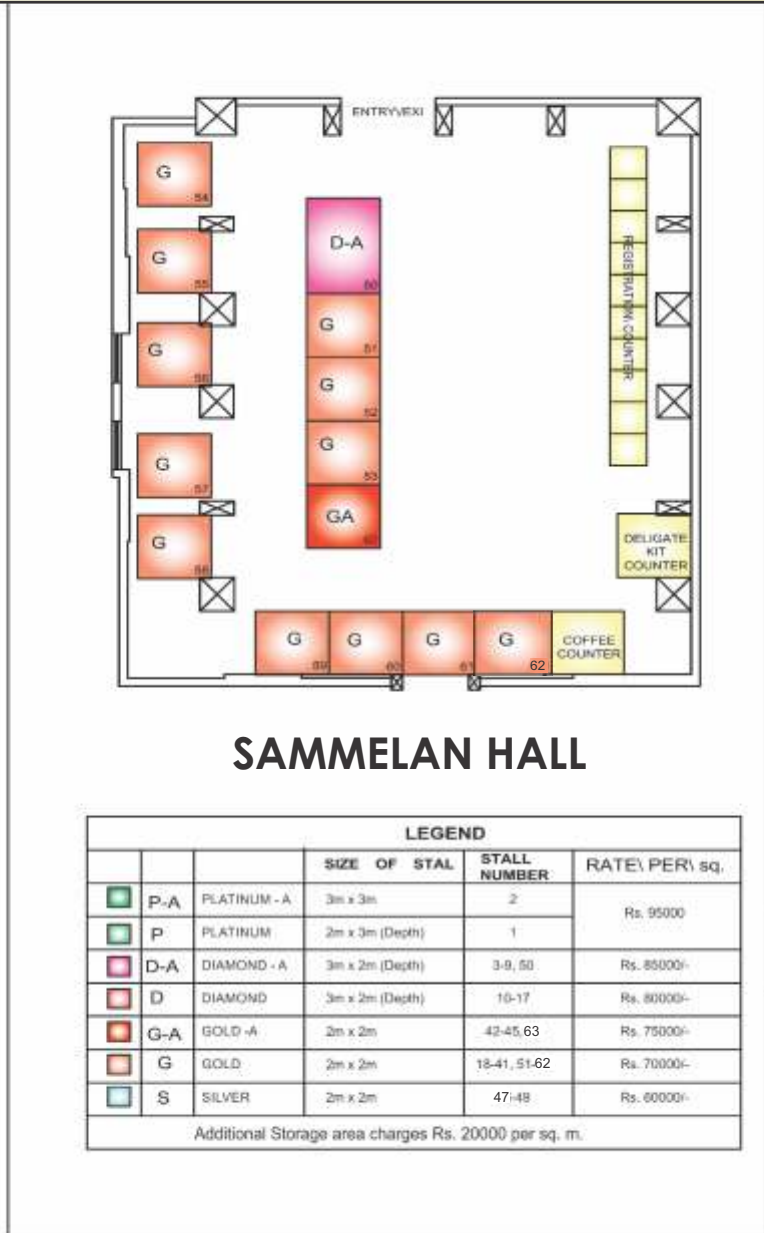 ENTRY\EXI
G
54
D-A
50
G
55
G
51
G
56
G
52
G
53
G
57
GA
G
58
REGISTRATION\ COUNTER
DELIGATE
KIT
COUNTER
G
59
G
60
G
61
G
62
COFFEE
COUNTER
SAMMELAN HALL
LEGEND
SIZE OF STAL STALL NUMBER RATE\ PER\ sq.
P-A PLATINUM - A 3m x 3m 2 Rs. 95000
P PLATINUM 2m x 3m (Depth) 1
D-A DIAMOND - A 3m x 2m (Depth) 3-9, 50 Rs. 85000/-
D DIAMOND 3m x 2m (Depth) 10-17 Rs. 80000/-
G-A GOLD -A 2m x 2m 42-45, 63 Rs. 75000/-
G GOLD 2m x 2m 18-41, 51-62 Rs. 70000/-
S SILVER 2m x 2m 47-48 Rs. 60000/-
Additional Storage area charges Rs. 20000 per sq. m.